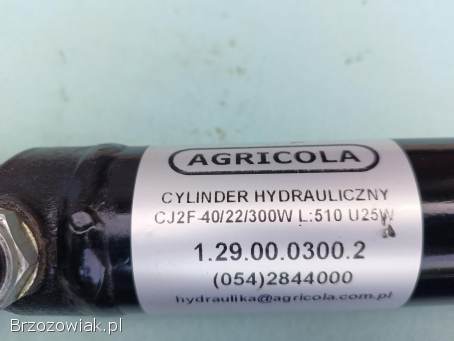 AGRICOLA
CYLINDER HYDRAULICZNY
CJ2F-40/22/300W L:510 U25W
1.29.00.0300.2
(054)2844000
hydraulika@agricola.com.pl
Brzozowiak.pl